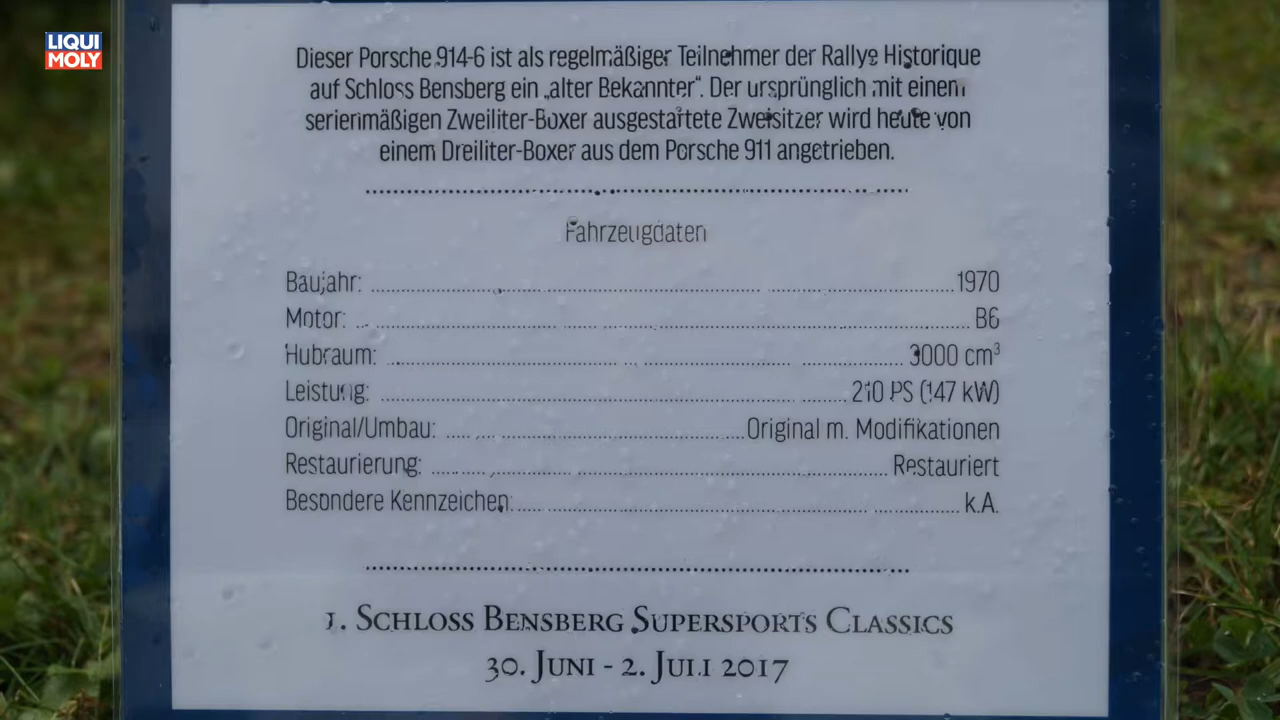 LIQUI
MOLY
Dieser Porsche 914-6 ist als regelmäßiger Teilnehmer der Rallye Historique
auf Schloss Bensberg ein „alter Bekannter“. Der ursprünglich mit einem
serienmäßigen Zweiliter-Boxer ausgestattete Zweisitzer wird heute von
einem Dreiliter-Boxer aus dem Porsche 911 angetrieben.
Fahrzeugdaten
Baujahr: 1970
Motor: B6
Hubraum: 3000 cm³
Leistung: 210 PS (147 kW)
Original/Umbau: Original m. Modifikationen
Restaurierung: Restauriert
Besondere Kennzeichen: k.A.
1. Schloss Bensberg Supersports Classics
30. Juni - 2. Juli 2017